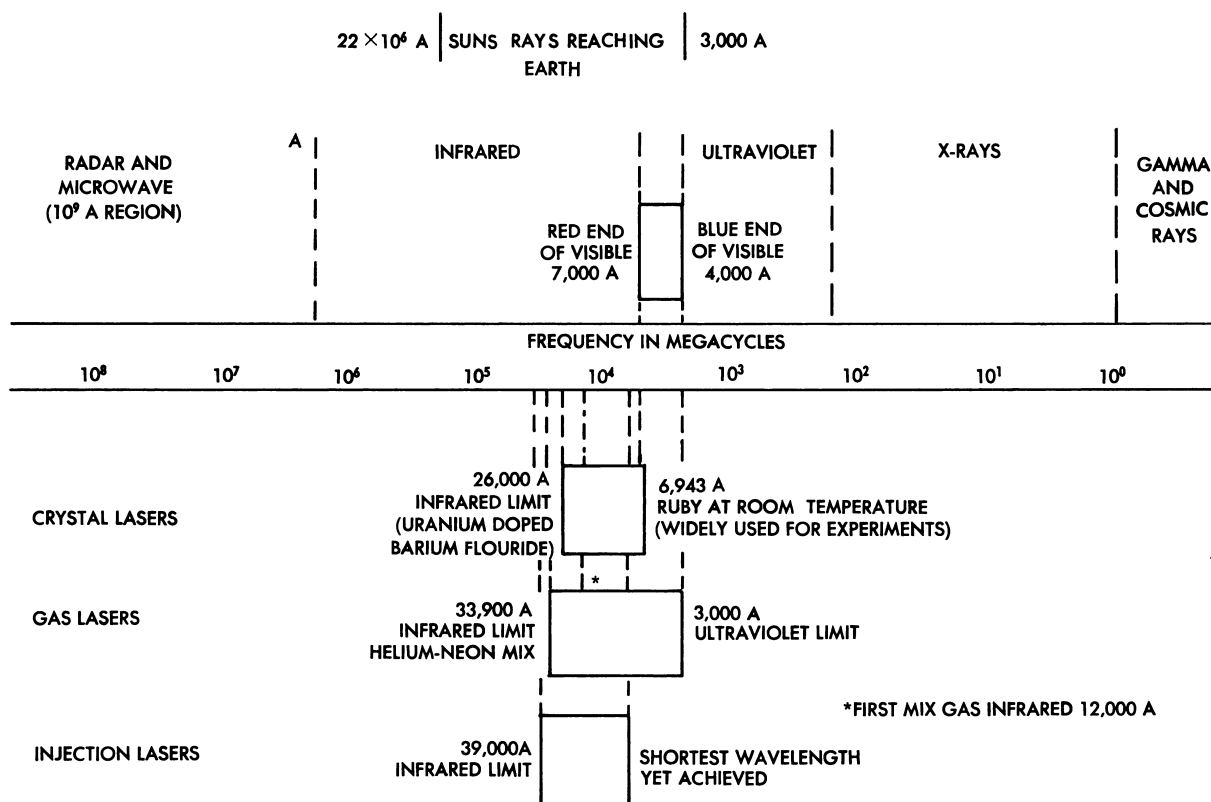 22 ×10⁶ A SUNS RAYS REACHING 3,000 A
EARTH
A
RADAR AND
MICROWAVE
(10⁹ A REGION)
INFRARED
ULTRAVIOLET
X-RAYS
GAMMA
AND
COSMIC
RAYS
RED END
OF VISIBLE
7,000 A
BLUE END
OF VISIBLE
4,000 A
FREQUENCY IN MEGACYCLES
10⁸ 10⁷ 10⁶ 10⁵ 10⁴ 10³ 10² 10¹ 10⁰
CRYSTAL LASERS
26,000 A
INFRARED LIMIT
(URANIUM DOPED
BARIUM FLOURIDE)
6,943 A
RUBY AT ROOM TEMPERATURE
(WIDELY USED FOR EXPERIMENTS)
*
GAS LASERS
33,900 A
INFRARED LIMIT
HELIUM-NEON MIX
3,000 A
ULTRAVIOLET LIMIT
*FIRST MIX GAS INFRARED 12,000 A
INJECTION LASERS
39,000A
INFRARED LIMIT
SHORTEST WAVELENGTH
YET ACHIEVED